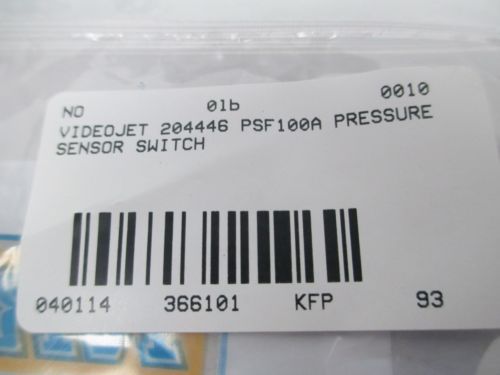 NO 01b 0010
VIDEOJET 204446 PSF100A PRESSURE
SENSOR SWITCH
040114 366101 KFP 93